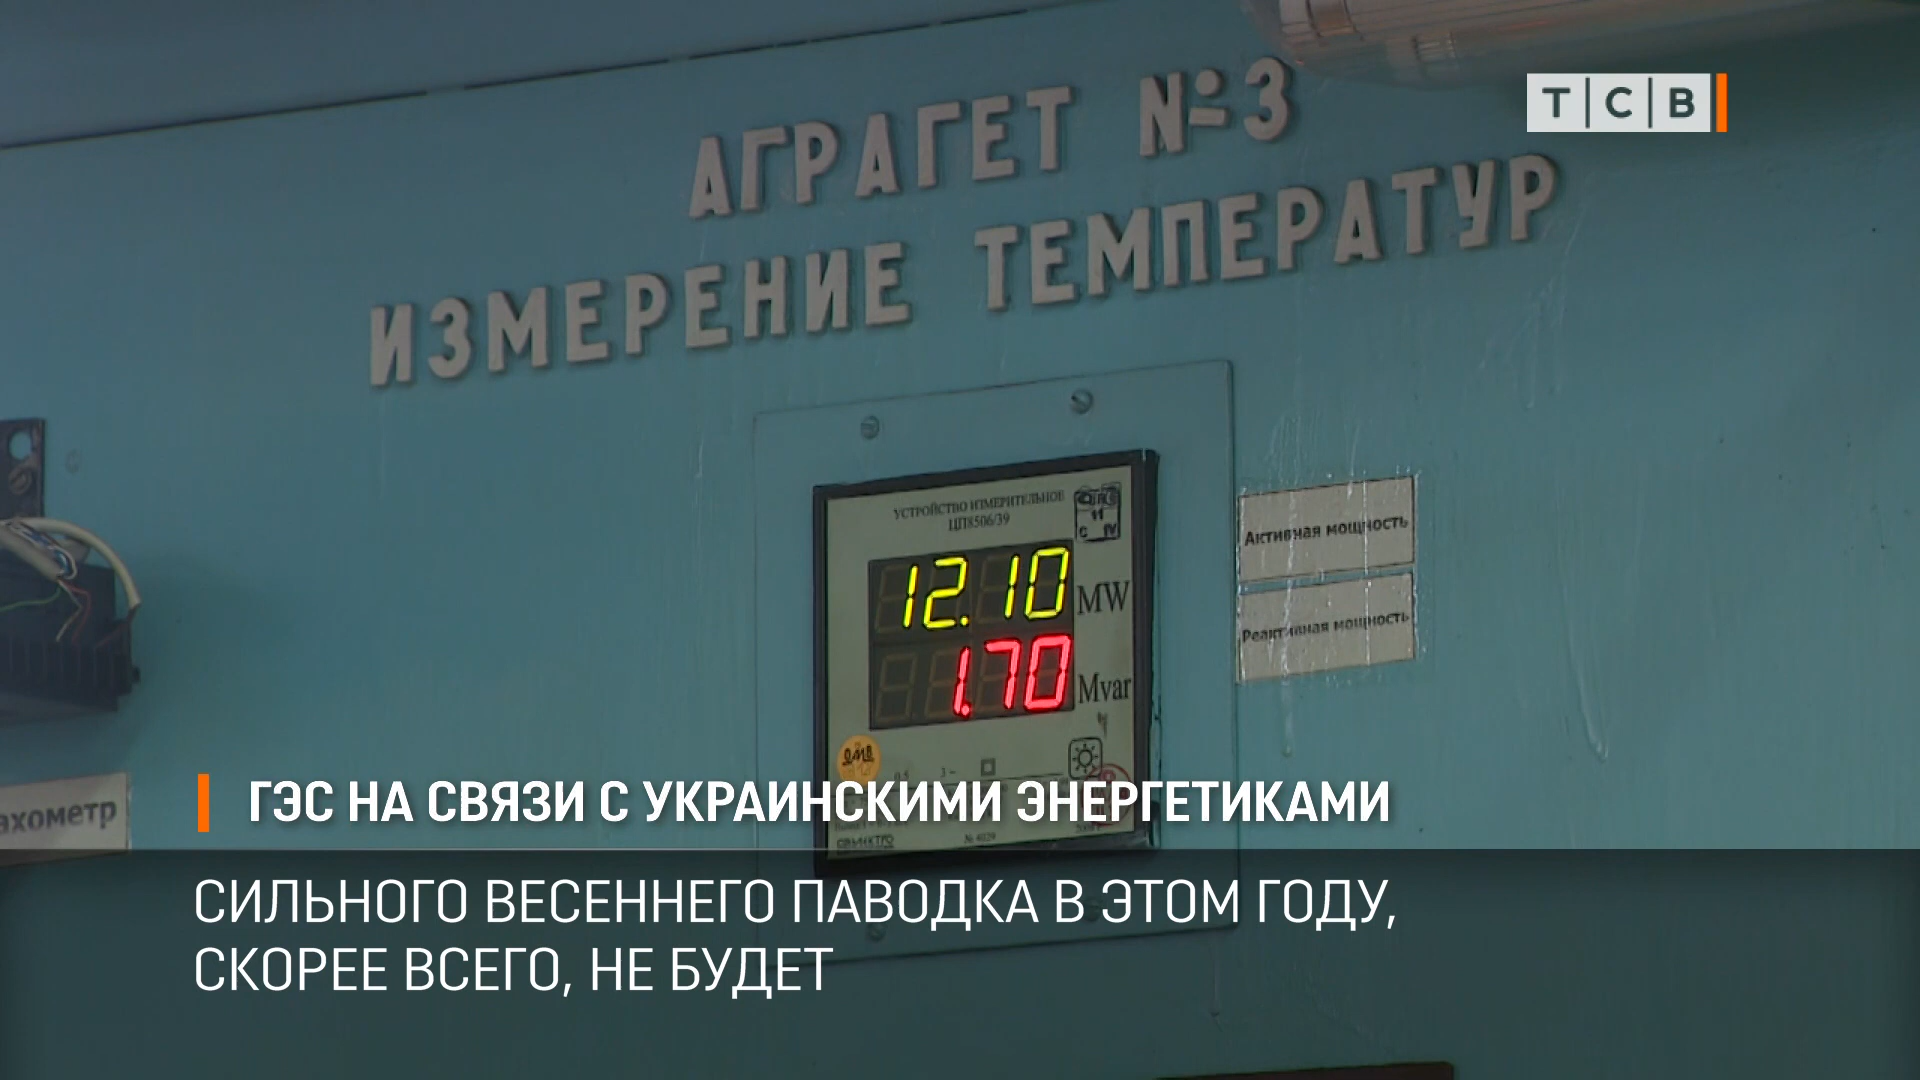 АГРАГЕТ №3
ИЗМЕРЕНИЕ ТЕМПЕРАТУР
Т С В
УСТРОЙСТВО ИЗМЕРИТЕЛЬНОЕ
ЦП8506/39
12.10 MW
1.70 Mvar
Активная мощность
Реактивная мощность
ахометр
ГЭС НА СВЯЗИ С УКРАИНСКИМИ ЭНЕРГЕТИКАМИ
СИЛЬНОГО ВЕСЕННЕГО ПАВОДКА В ЭТОМ ГОДУ,
СКОРЕЕ ВСЕГО, НЕ БУДЕТ